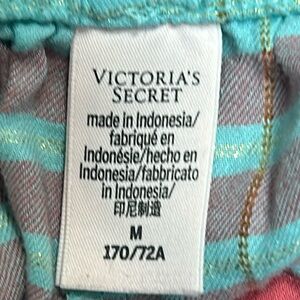 VICTORIA'S
SECRET
made in Indonesia/
fabriqué en
Indonésie/hecho en
Indonesia/fabbricato
in Indonesia/
印尼制造
M
170/72A